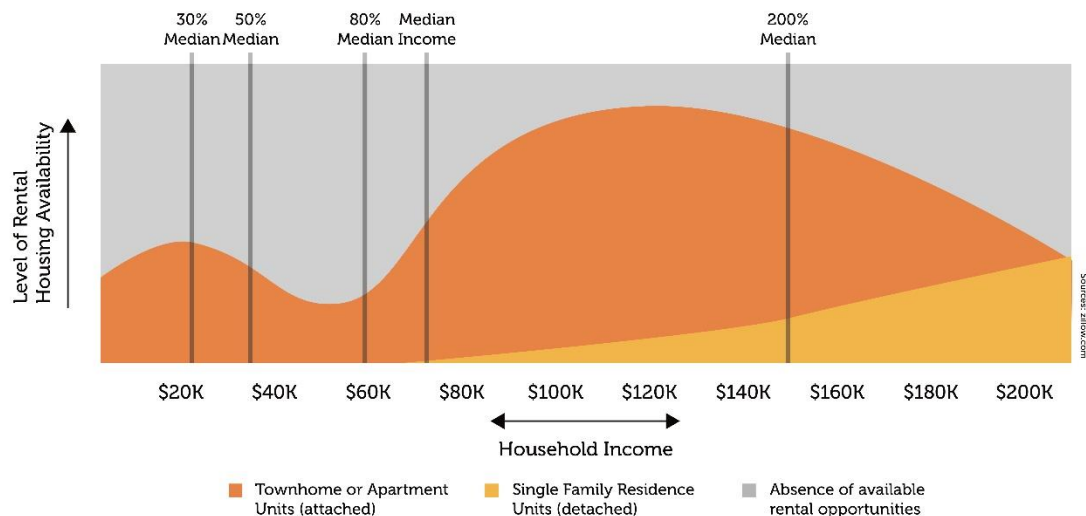 30%
Median
50%
Median
80%
Median
Median
Income
200%
Median
Level of Rental
Housing Availability
$20K $40K $60K $80K $100K $120K $140K $160K $180K $200K
Household Income
Sources: zillow.com
Townhome or Apartment
Units (attached)
Single Family Residence
Units (detached)
Absence of available
rental opportunities